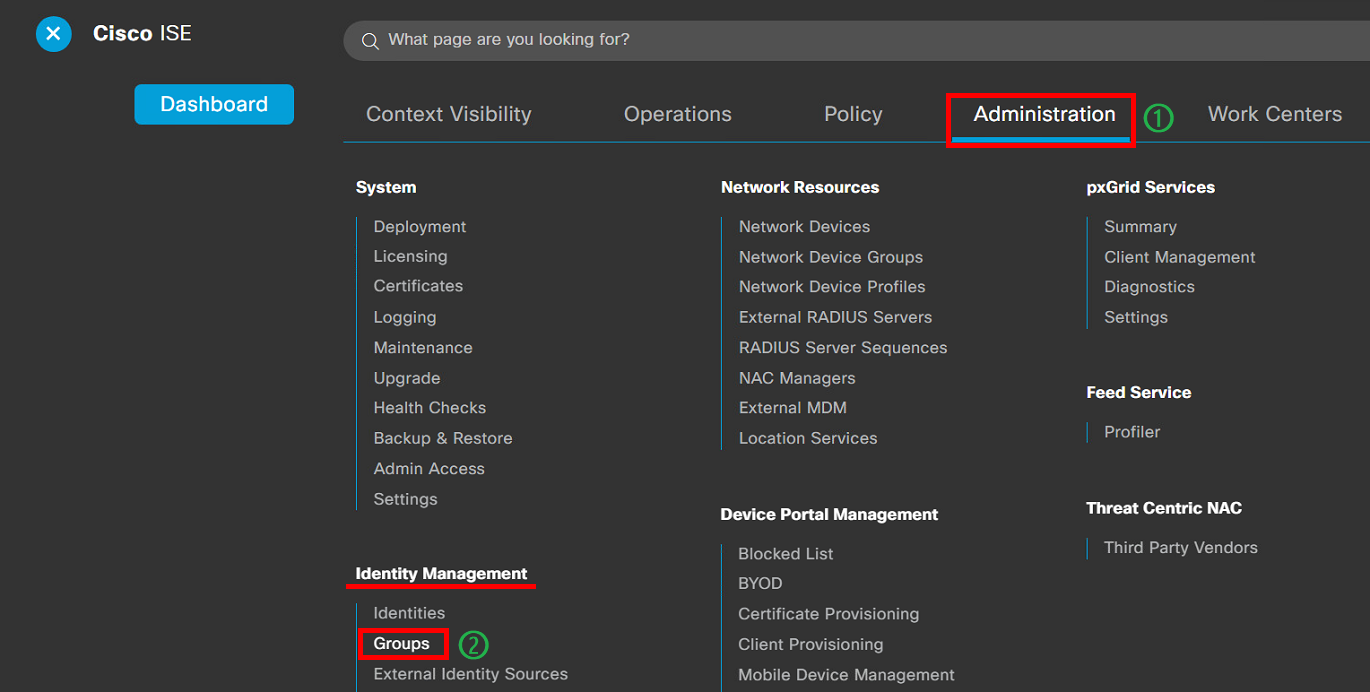 Cisco ISE
What page are you looking for?
Dashboard
Context Visibility
Operations
Policy
Administration
1
Work Centers
System
Deployment
Licensing
Certificates
Logging
Maintenance
Upgrade
Health Checks
Backup & Restore
Admin Access
Settings
Identity Management
Identities
Groups
2
External Identity Sources
Network Resources
Network Devices
Network Device Groups
Network Device Profiles
External RADIUS Servers
RADIUS Server Sequences
NAC Managers
External MDM
Location Services
Device Portal Management
Blocked List
BYOD
Certificate Provisioning
Client Provisioning
Mobile Device Management
pxGrid Services
Summary
Client Management
Diagnostics
Settings
Feed Service
Profiler
Threat Centric NAC
Third Party Vendors